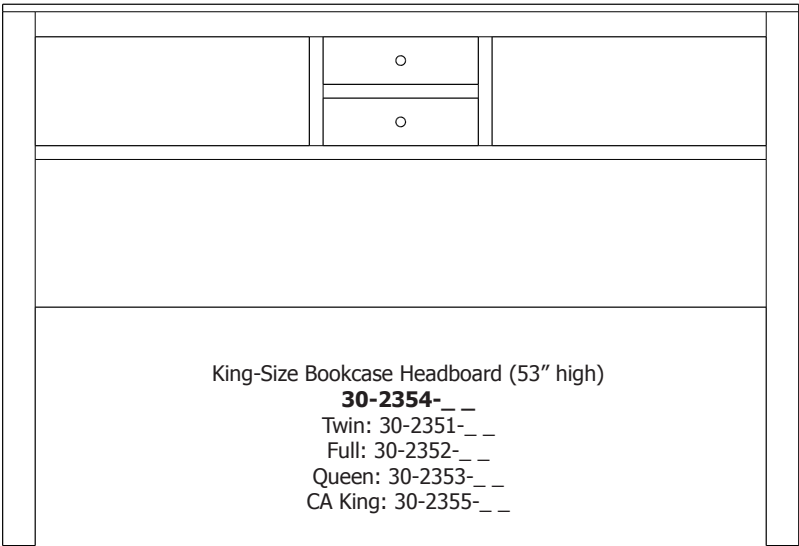 King-Size Bookcase Headboard (53” high)
30-2354-_ _
Twin: 30-2351-_ _
Full: 30-2352-_ _
Queen: 30-2353-_ _
CA King: 30-2355-_ _